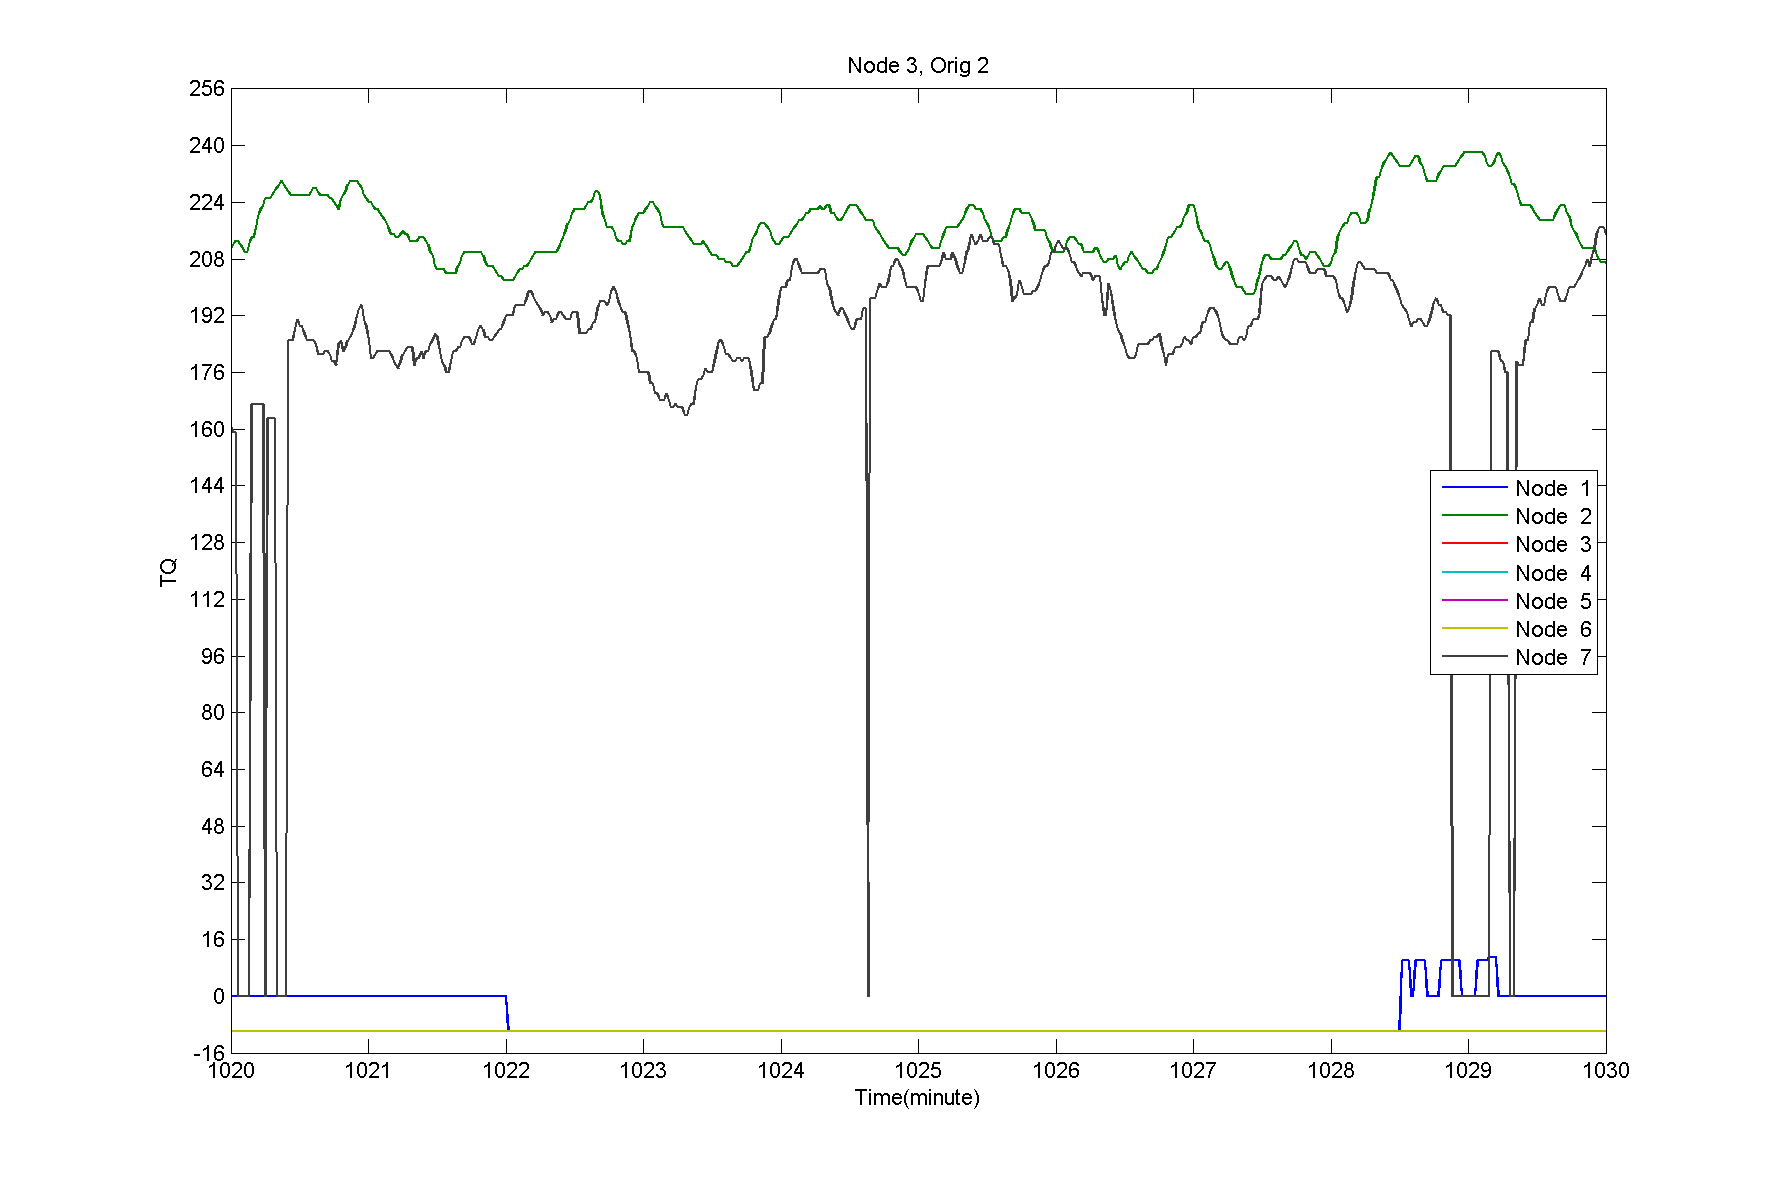 Node 3, Orig 2
256
240
224
208
192
176
160
144
128
112
96
80
64
48
32
16
0
-16
TQ
Node 1
Node 2
Node 3
Node 4
Node 5
Node 6
Node 7
1020 1021 1022 1023 1024 1025 1026 1027 1028 1029 1030
Time(minute)